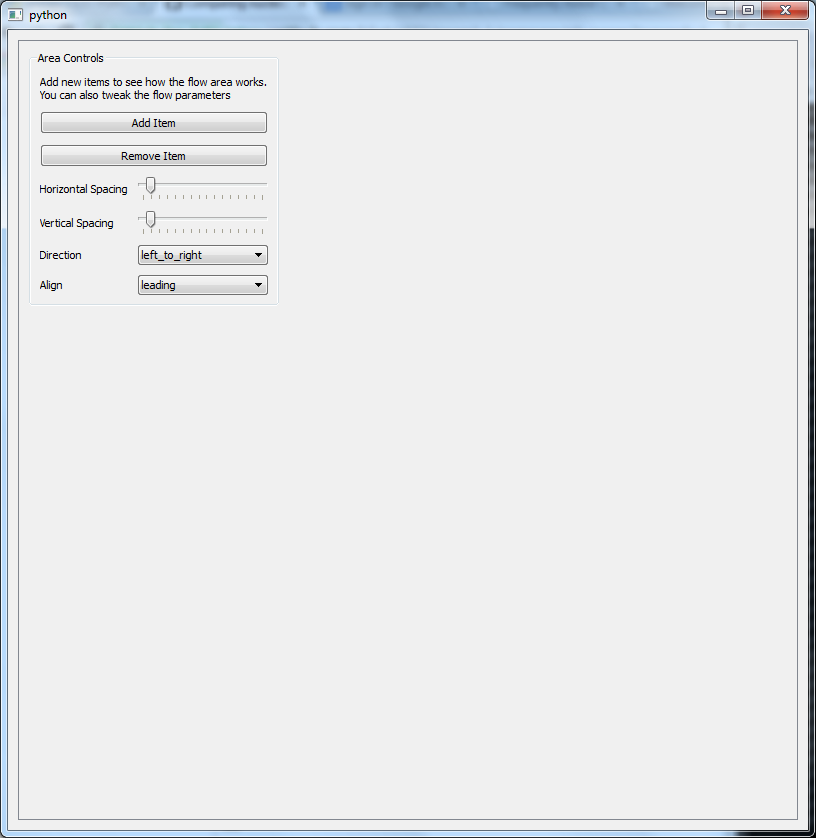 python
Area Controls
Add new items to see how the flow area works.
You can also tweak the flow parameters
Add Item
Remove Item
Horizontal Spacing
Vertical Spacing
Direction left_to_right
Align leading